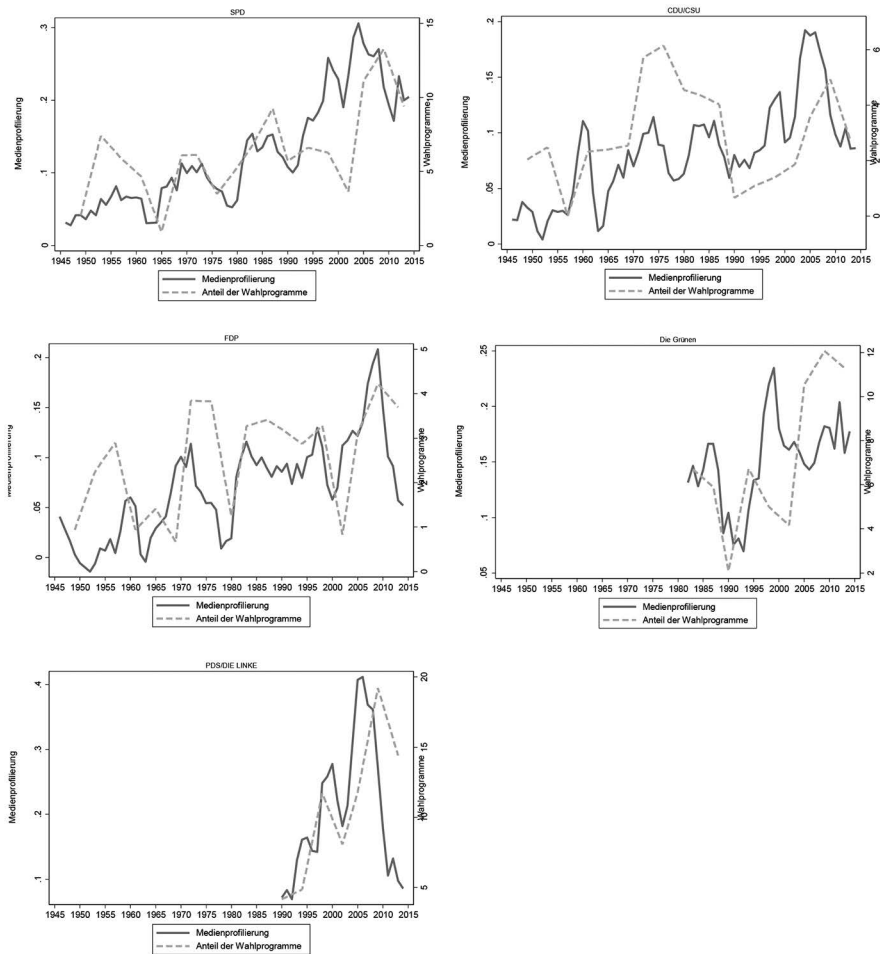 SPD
Medienprofilierung
.3
.2
.1
0
15
10
5
0
Wahlprogramme
1945 1950 1955 1960 1965 1970 1975 1980 1985 1990 1995 2000 2005 2010 2015
Medienprofilierung
Anteil der Wahlprogramme
CDU/CSU
Medienprofilierung
.2
.15
.1
.05
0
6
4
2
0
Wahlprogramme
1945 1950 1955 1960 1965 1970 1975 1980 1985 1990 1995 2000 2005 2010 2015
Medienprofilierung
Anteil der Wahlprogramme
FDP
Medienprofilierung
.2
.15
.1
.05
0
5
4
3
2
1
0
Wahlprogramme
1945 1950 1955 1960 1965 1970 1975 1980 1985 1990 1995 2000 2005 2010 2015
Medienprofilierung
Anteil der Wahlprogramme
Die Grünen
Medienprofilierung
.25
.2
.15
.1
.05
12
10
8
6
4
2
Wahlprogramme
1945 1950 1955 1960 1965 1970 1975 1980 1985 1990 1995 2000 2005 2010 2015
Medienprofilierung
Anteil der Wahlprogramme
PDS/DIE LINKE
Medienprofilierung
.4
.3
.2
.1
20
15
10
5
Wahlprogramme
1945 1950 1955 1960 1965 1970 1975 1980 1985 1990 1995 2000 2005 2010 2015
Medienprofilierung
Anteil der Wahlprogramme